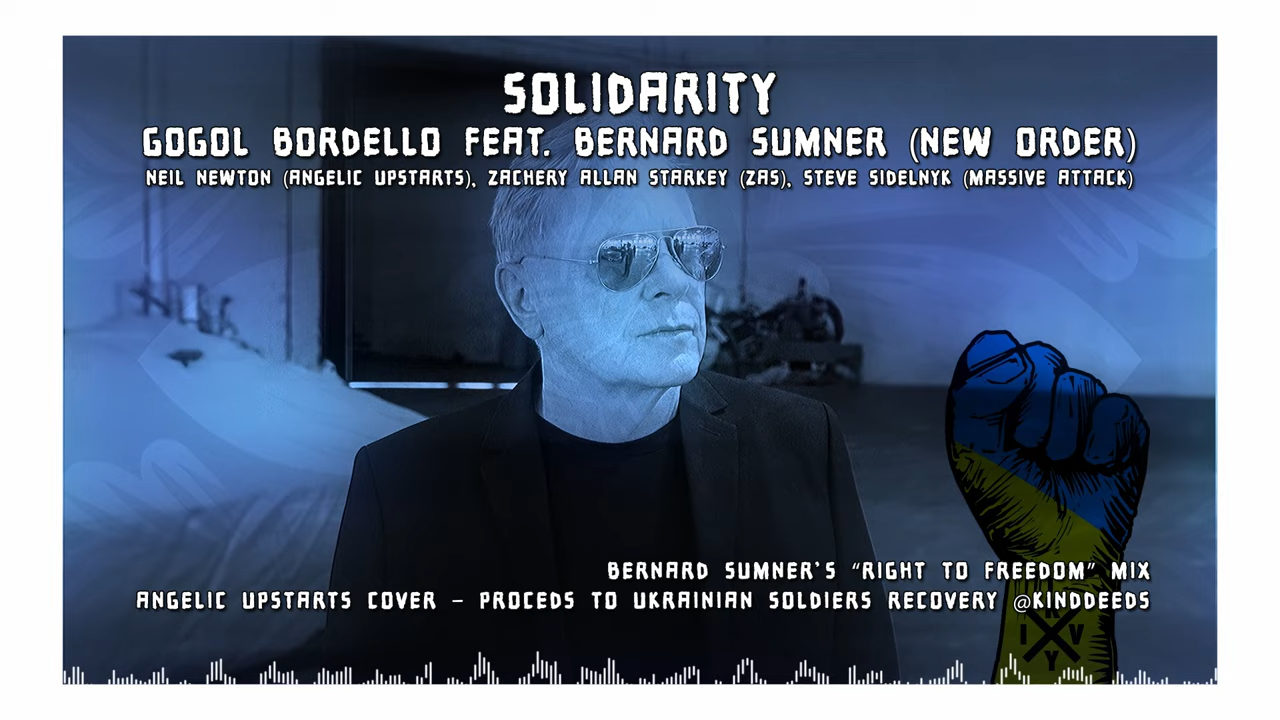 SOLIDARITY
GOGOL BORDELLO FEAT. BERNARD SUMNER (NEW ORDER)
NEIL NEWTON (ANGELIC UPSTARTS), ZACHERY ALLAN STARKEY (ZAS), STEVE SIDELNYK (MASSIVE ATTACK)
BERNARD SUMNER'S "RIGHT TO FREEDOM" MIX
ANGELIC UPSTARTS COVER – PROCEDS TO UKRAINIAN SOLDIERS RECOVERY @KINDDEEDS
K
I V
Y